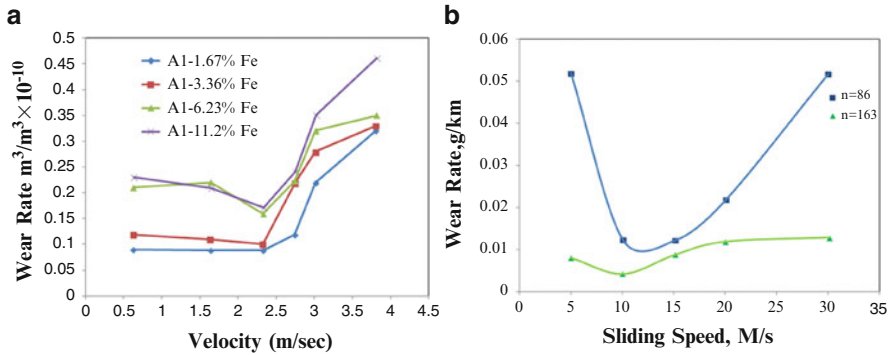 a
Wear Rate m³/m³×10⁻¹⁰
0.5
0.45
0.4
0.35
0.3
0.25
0.2
0.15
0.1
0.05
0
A1-1.67% Fe
A1-3.36% Fe
A1-6.23% Fe
A1-11.2% Fe
0 0.5 1 1.5 2 2.5 3 3.5 4 4.5
Velocity (m/sec)
b
Wear Rate,g/km
0.06
0.05
0.04
0.03
0.02
0.01
0
n=86
n=163
0 5 10 15 20 25 30 35
Sliding Speed, M/s